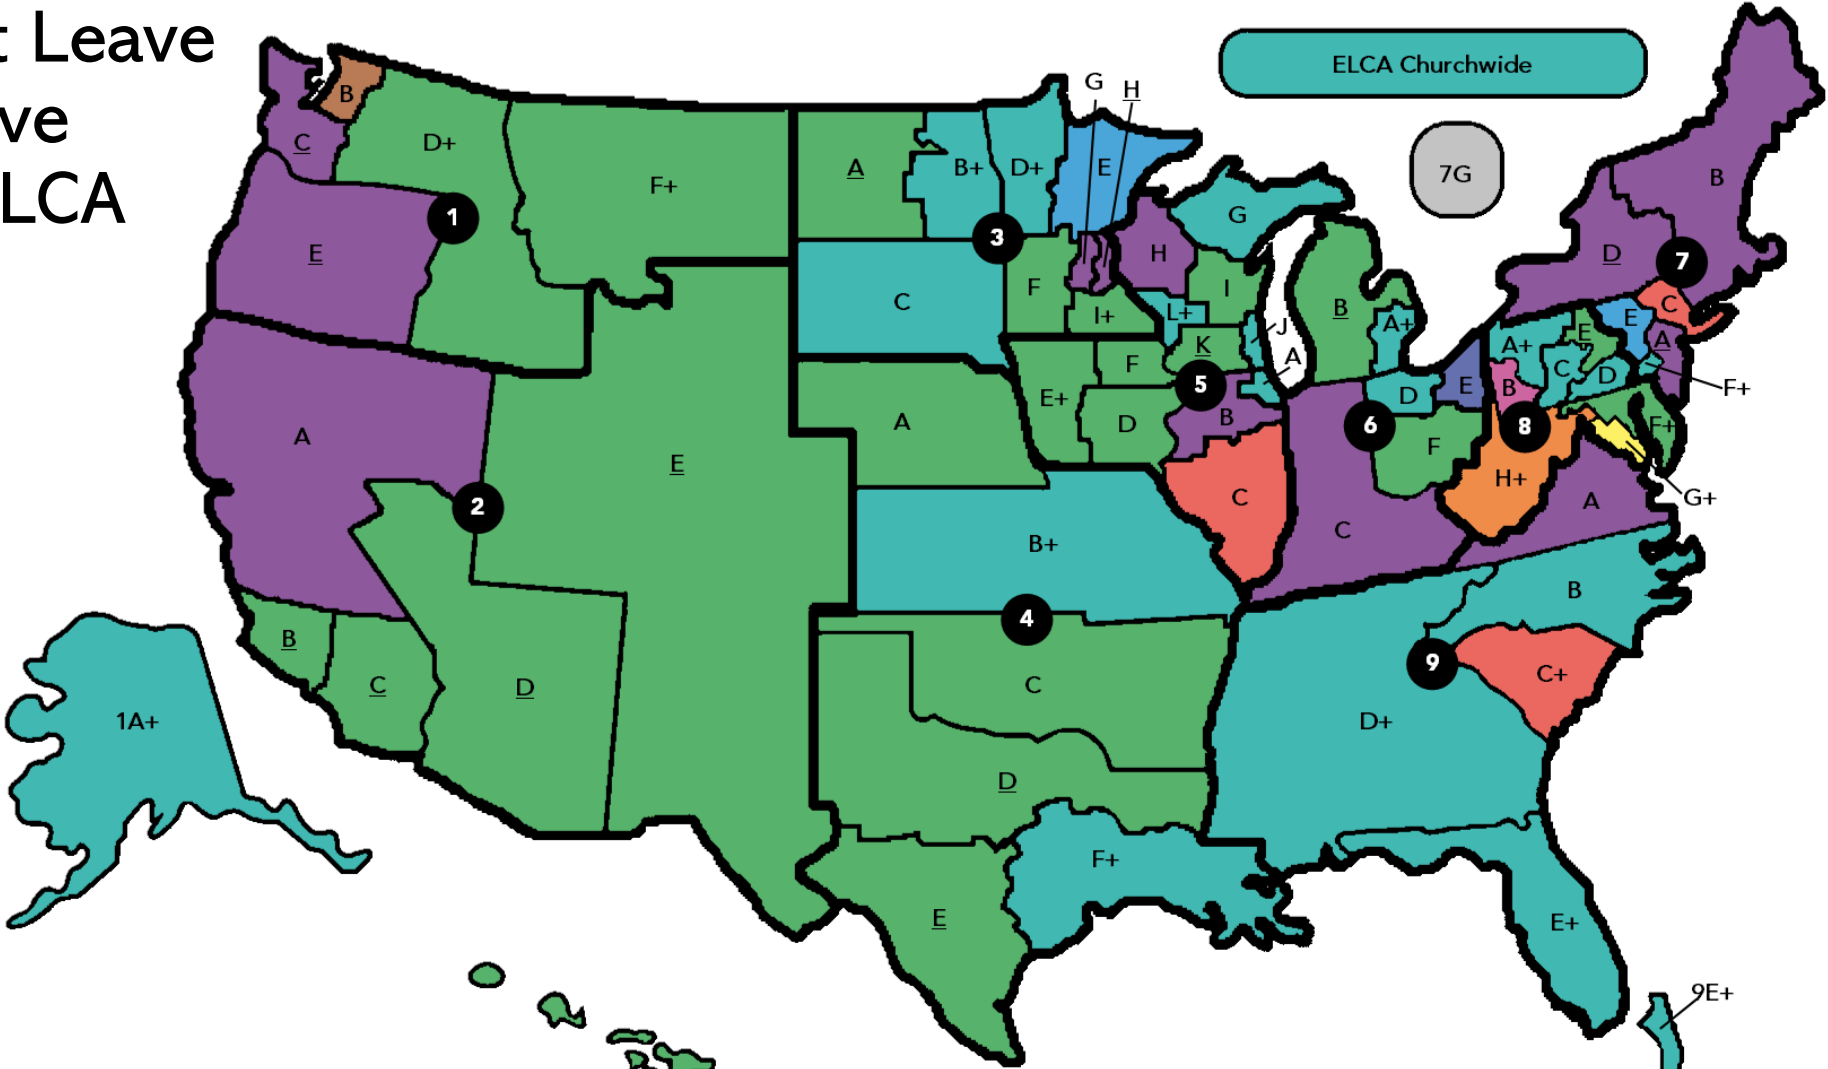 t Leave
ve
LCA
ELCA Churchwide
7G
G
H
B
C
D+
F+
E
1
A
B+
D+
E
3
C
F
H
G
I
I+
L+
J
K
A
B
A+
B
D
7
C
E
E
A
A+
C
D
F+
B
E
D
6
F
8
F+
H+
G+
A
A
2
E
A
E+
F
D
5
B
C
C
B+
4
B
C
D
C
D
E
F+
9
B
C+
D+
E+
1A+
9E+